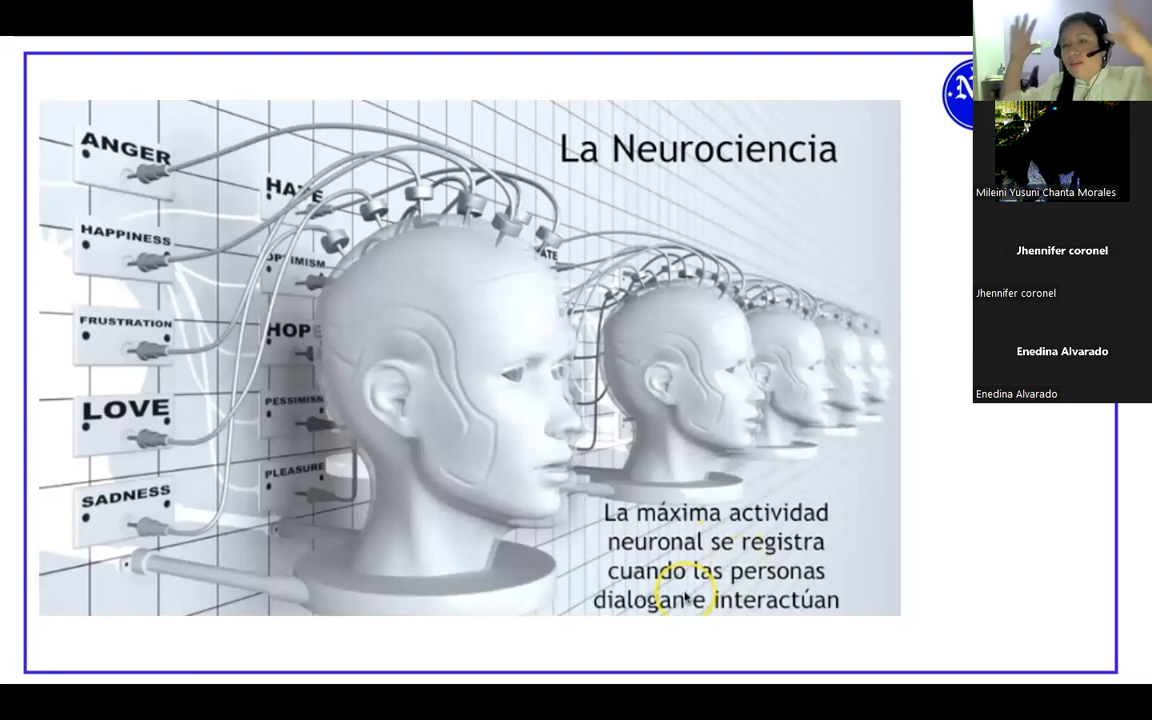 La Neurociencia
ANGER
HATE
HAPPINESS
OPTIMISM
FRUSTRATION
HOPE
LOVE
PESSIMISM
SADNESS
PLEASURE
La máxima actividad
neuronal se registra
cuando las personas
dialogan e interactúan
N
Mileini Yusuni Chanta Morales
Jhennifer coronel
Jhennifer coronel
Enedina Alvarado
Enedina Alvarado